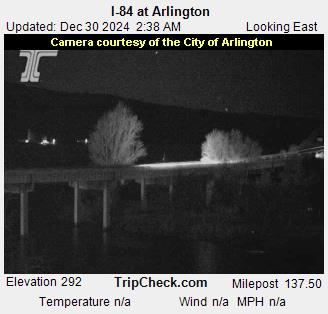 I-84 at Arlington
Updated: Dec 30 2024 2:38 AM Looking East
Camera courtesy of the City of Arlington
Elevation 292 TripCheck.com Milepost 137.50
Temperature n/a Wind n/a MPH n/a